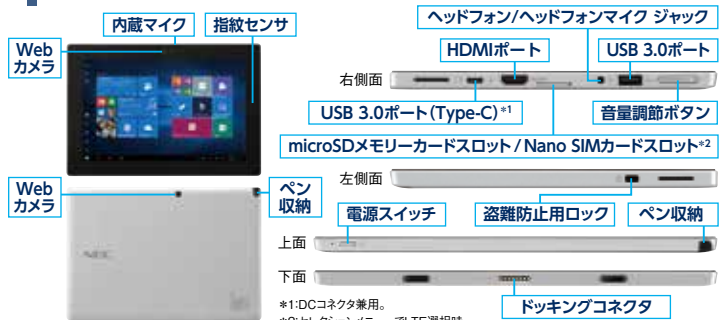 内蔵マイク
指紋センサ
Web
カメラ
Web
カメラ
ペン
収納
NEC
ヘッドフォン/ヘッドフォンマイク ジャック
HDMIポート
USB 3.0ポート
右側面
USB 3.0ポート(Type-C)*1
音量調節ボタン
microSDメモリーカードスロット / Nano SIMカードスロット*2
左側面
電源スイッチ
盗難防止用ロック
ペン収納
上面
下面
*1:DCコネクタ兼用。
ドッキングコネクタ